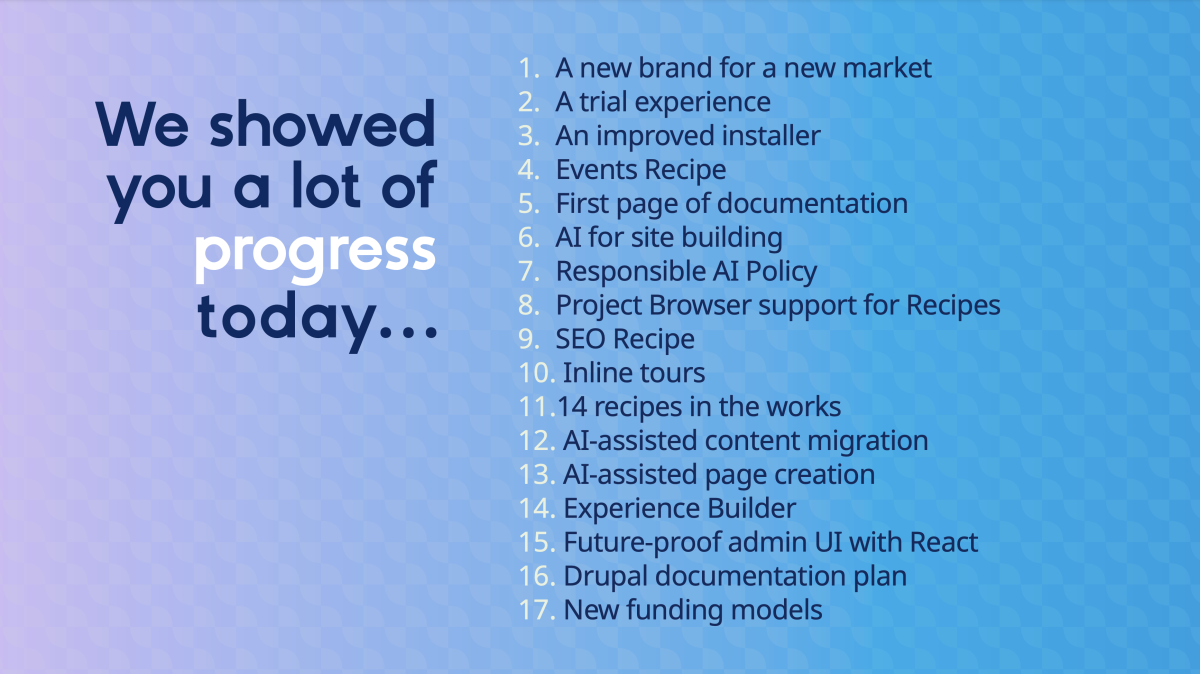 We showed
you a lot of
progress
today...
1. A new brand for a new market
2. A trial experience
3. An improved installer
4. Events Recipe
5. First page of documentation
6. AI for site building
7. Responsible AI Policy
8. Project Browser support for Recipes
9. SEO Recipe
10. Inline tours
11.14 recipes in the works
12. AI-assisted content migration
13. AI-assisted page creation
14. Experience Builder
15. Future-proof admin UI with React
16. Drupal documentation plan
17. New funding models